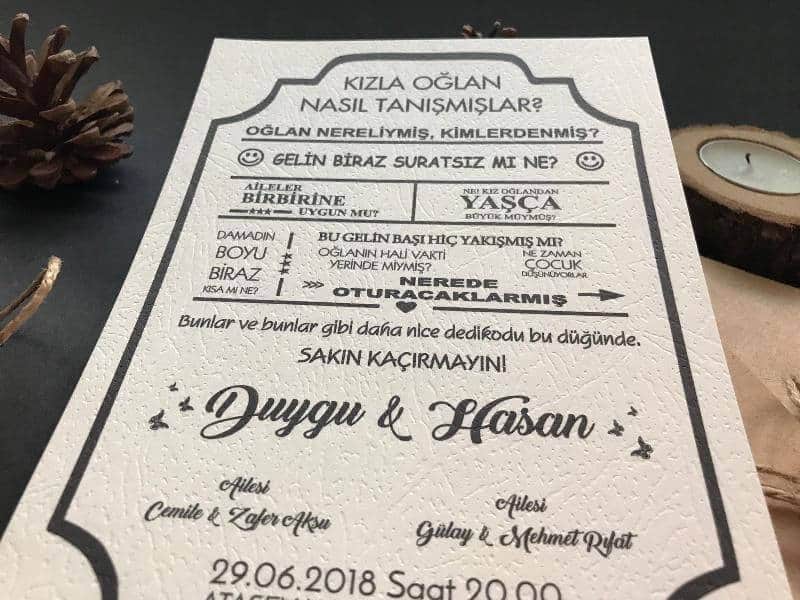 KIZLA OĞLAN
NASIL TANIŞMIŞLAR?
OĞLAN NERELİYMİŞ, KİMLERDENMİŞ?
GELİN BİRAZ SURATSIZ MI NE?
AİLELER
BİRBİRİNE
UYGUN MU?
NE! KIZ OĞLANDAN
YAŞÇA
BÜYÜK MÜYMÜŞ?
DAMADIN
BOYU
BİRAZ
KISA MI NE?
BU GELİN BAŞI HİÇ YAKIŞMIŞ MI?
OĞLANIN HALİ VAKTİ
YERİNDE MİYMİŞ?
NE ZAMAN
ÇOCUK
DÜŞÜNÜYORLAR
>>> NEREDE
OTURACAKLARMIŞ
Bunlar ve bunlar gibi daha nice dedikodu bu düğünde.
SAKIN KAÇIRMAYIN!
Duygu & Hasan
Ailesi
Cemile & Zafer Aksu
Ailesi
Gülay & Mehmet Rıfat
29.06.2018 Saat 20.00